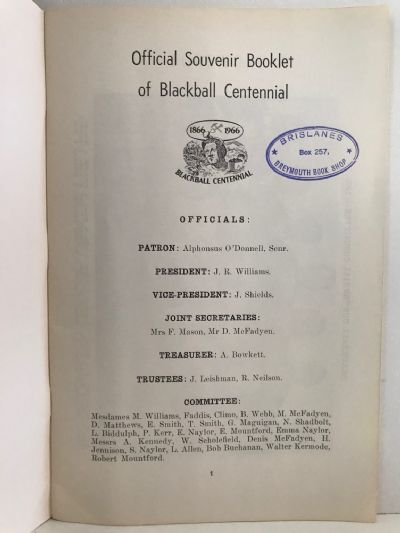 Official Souvenir Booklet
of Blackball Centennial
1866 1966
BLACKBALL CENTENNIAL
BRISLANES
Box 257.
GREYMOUTH BOOK SHOP
OFFICIALS:
PATRON: Alphonsus O'Donnell, Senr.
PRESIDENT: J. R. Williams.
VICE-PRESIDENT: J. Shields.
JOINT SECRETARIES:
Mrs F. Mason, Mr D. McFadyen.
TREASURER: A. Bowkett.
TRUSTEES: J. Leishman, R. Neilson.
COMMITTEE:
Mesdames M. Williams, Faddis, Climo, B. Webb, M. McFadyen,
D. Matthews, E. Smith, T. Smith, G. Magnigan, N. Shadbolt,
L. Biddulph, P. Kerr, E. Naylor, E. Mountford, Emma Naylor,
Messrs A. Kennedy, W. Scholefield, Denis McFadyen, H.
Jennison, S. Naylor, L. Allen, Bob Buchanan, Walter Kermode,
Robert Mountford.
1